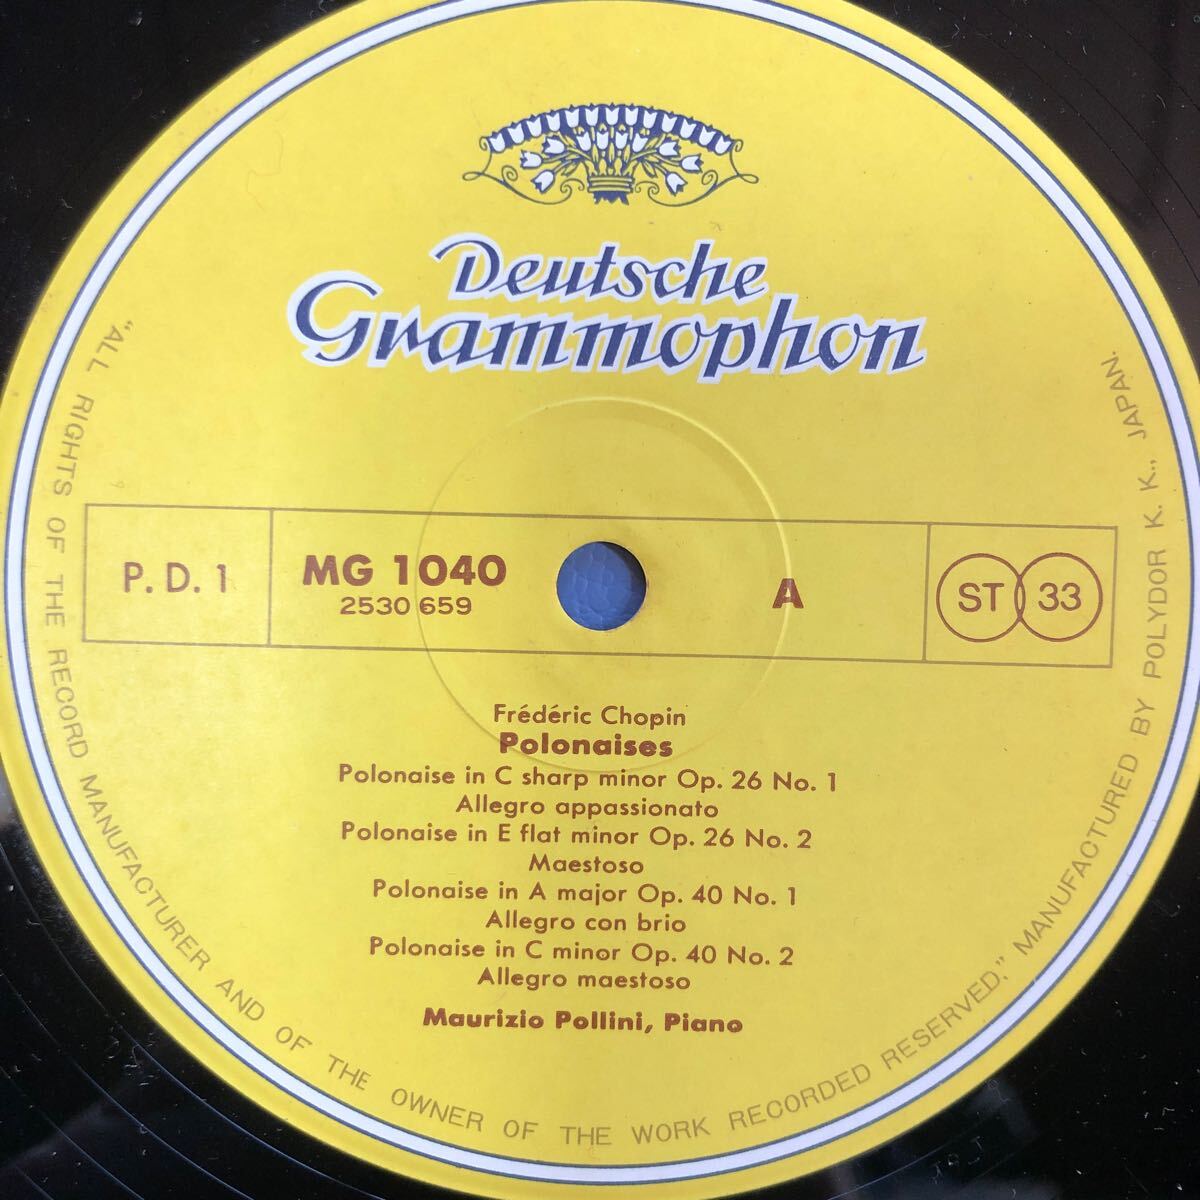 Deutsche
Grammophon
P. D. 1
MG 1040
2530 659
A
ST 33
Frédéric Chopin
Polonaises
Polonaise in C sharp minor Op. 26 No. 1
Allegro appassionato
Polonaise in E flat minor Op. 26 No. 2
Maestoso
Polonaise in A major Op. 40 No. 1
Allegro con brio
Polonaise in C minor Op. 40 No. 2
Allegro maestoso
Maurizio Pollini, Piano
"ALL RIGHTS OF THE RECORD MANUFACTURER AND OF THE OWNER OF THE WORK RECORDED RESERVED," MANUFACTURED BY POLYDOR K. K., JAPAN.